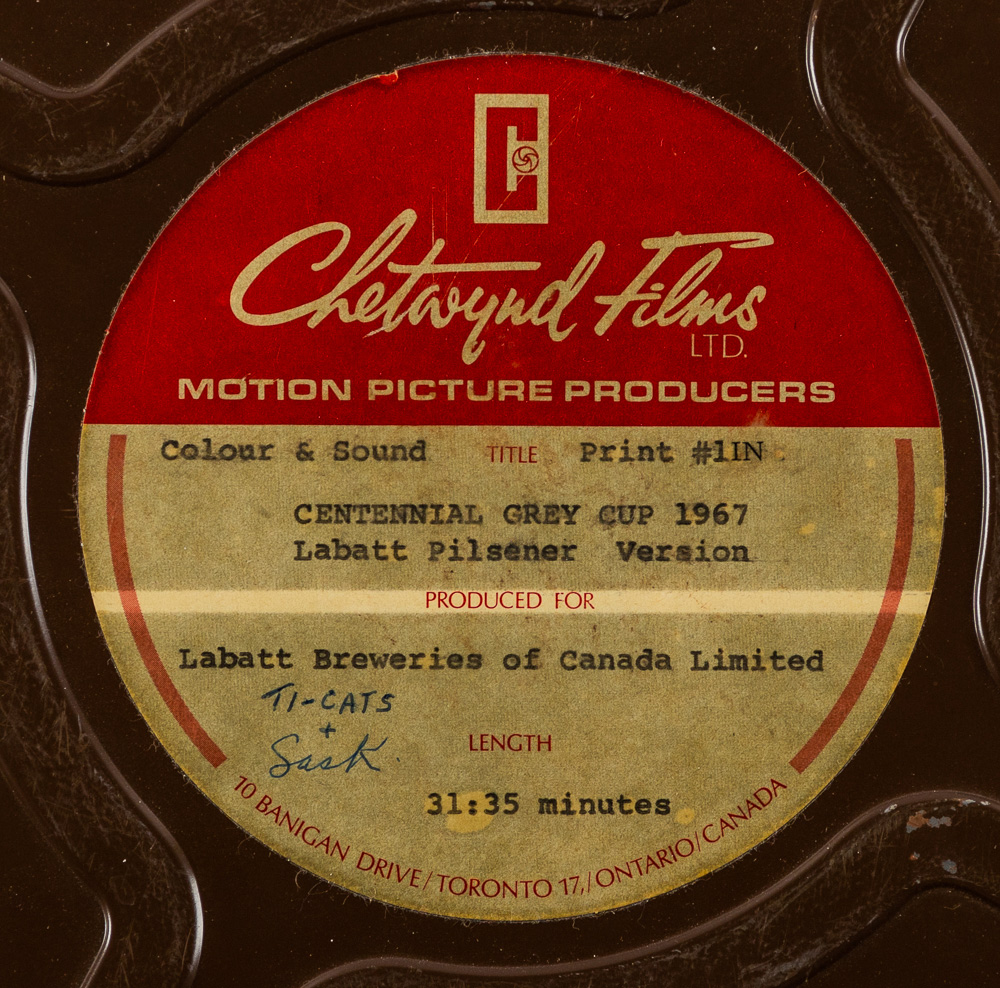 Chetwynd Films
LTD.
MOTION PICTURE PRODUCERS
Colour & Sound TITLE Print #1IN
CENTENNIAL GREY CUP 1967
Labatt Pilsener Version
PRODUCED FOR
Labatt Breweries of Canada Limited
TI-CATS
+
Sask.
LENGTH
31:35 minutes
10 BANIGAN DRIVE/TORONTO 17,/ONTARIO/CANADA